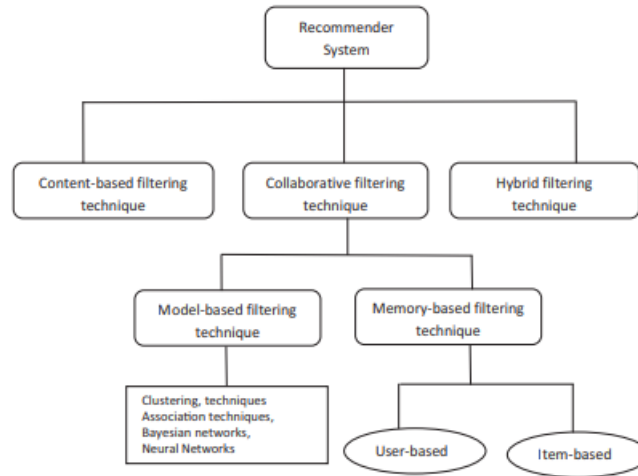 Recommender
System
Content-based filtering
technique
Collaborative filtering
technique
Hybrid filtering
technique
Model-based filtering
technique
Memory-based filtering
technique
Clustering, techniques
Association techniques,
Bayesian networks,
Neural Networks
User-based
Item-based